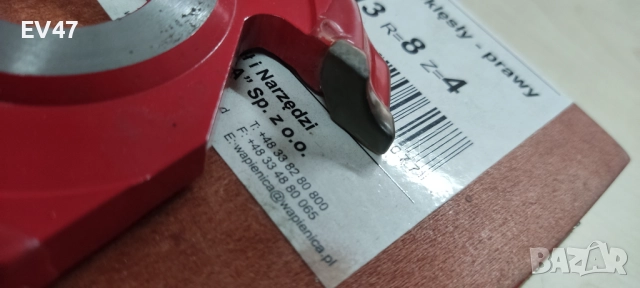 EV47
klęsły - prawy
3 R=8 Z=4
i Narzędzi
A" Sp. z o.o.
T: +48 33 82 80 800
F: +48 33 48 80 065
E: wapienica@wapienica.pl
BAZAR